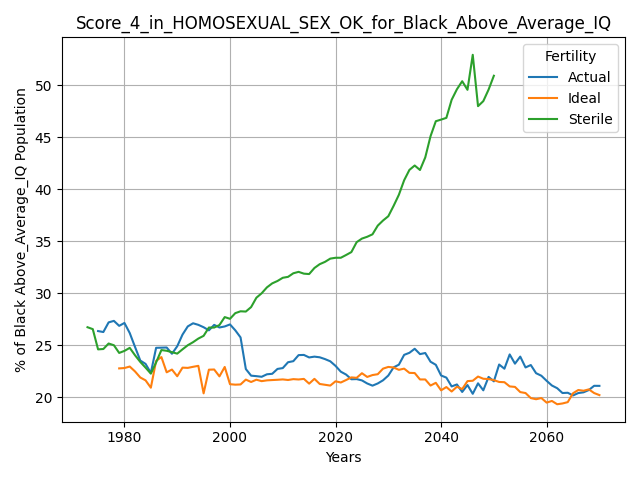 Score_4_in_HOMOSEXUAL_SEX_OK_for_Black_Above_Average_IQ
% of Black Above_Average_IQ Population
50
45
40
35
30
25
20
Fertility
Actual
Ideal
Sterile
1980 2000 2020 2040 2060
Years